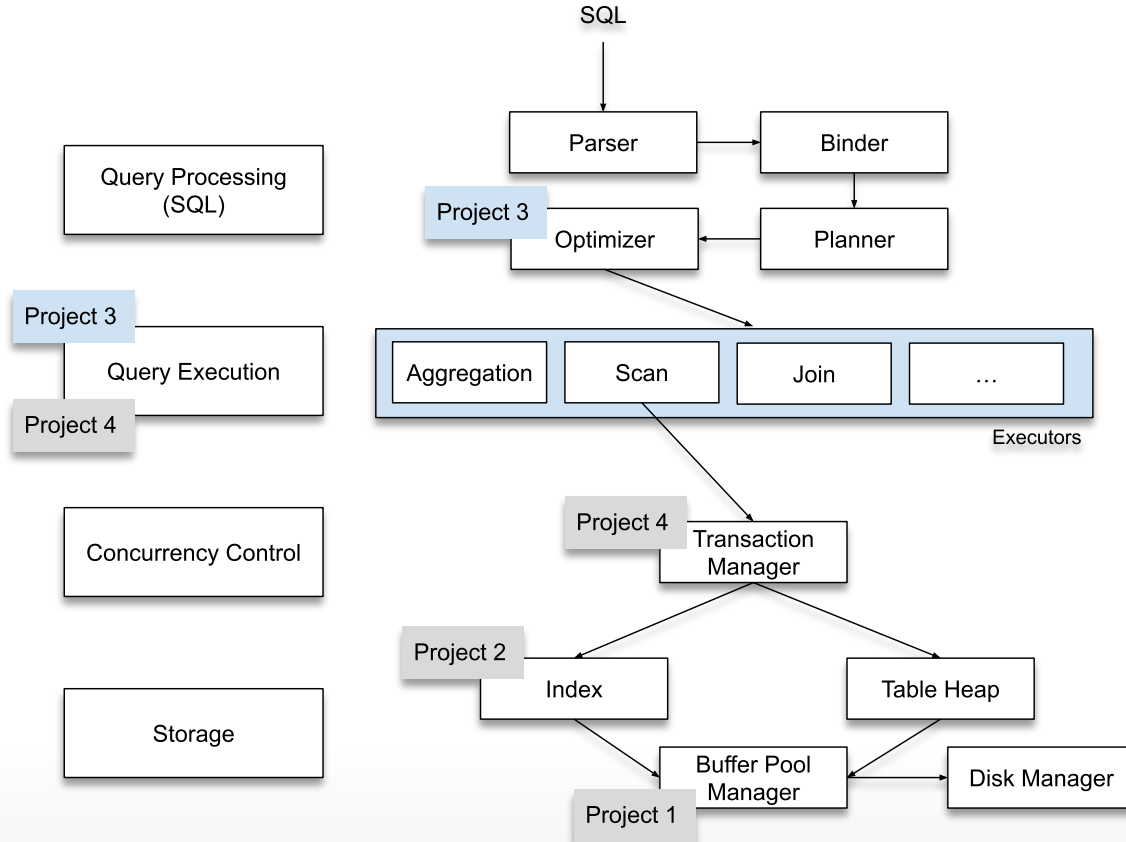 SQL
Parser
Binder
Query Processing
(SQL)
Project 3
Optimizer
Planner
Project 3
Query Execution
Project 4
Aggregation
Scan
Join
...
Executors
Concurrency Control
Project 4
Transaction
Manager
Project 2
Index
Table Heap
Storage
Buffer Pool
Manager
Disk Manager
Project 1